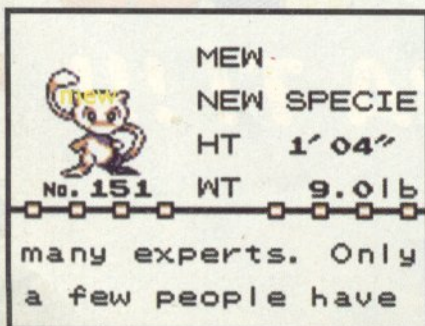 MEW
mew
NEW SPECIE
HT 1'04"
No. 151 WT 9.0lb
many experts. Only
a few people have